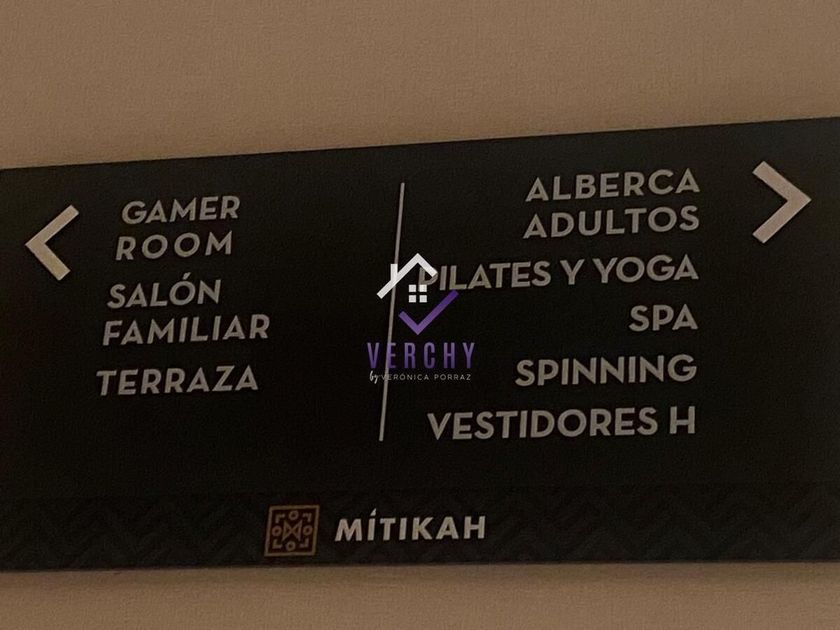 GAMER
ROOM
SALÓN
FAMILIAR
TERRAZA
ALBERCA
ADULTOS
PILATES Y YOGA
SPA
SPINNING
VESTIDORES H
VERCHY
by VERÓNICA PORRAZ
MÍTIKAH